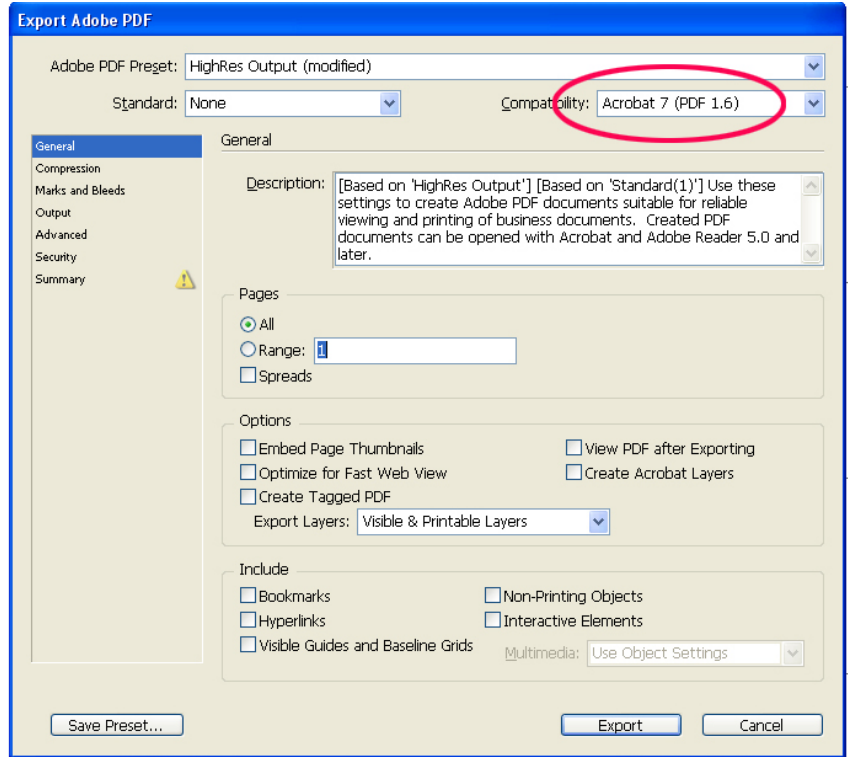 Export Adobe PDF
Adobe PDF Preset: HighRes Output (modified)
Standard: None Compatibility: Acrobat 7 (PDF 1.6)
General
Compression
Marks and Bleeds
Output
Advanced
Security
Summary
General
Description: [Based on 'HighRes Output'] [Based on 'Standard(1)'] Use these
settings to create Adobe PDF documents suitable for reliable
viewing and printing of business documents. Created PDF
documents can be opened with Acrobat and Adobe Reader 5.0 and
later.
Pages
All
Range: 1
Spreads
Options
Embed Page Thumbnails View PDF after Exporting
Optimize for Fast Web View Create Acrobat Layers
Create Tagged PDF
Export Layers: Visible & Printable Layers
Include
Bookmarks Non-Printing Objects
Hyperlinks Interactive Elements
Visible Guides and Baseline Grids Multimedia: Use Object Settings
Save Preset... Export Cancel